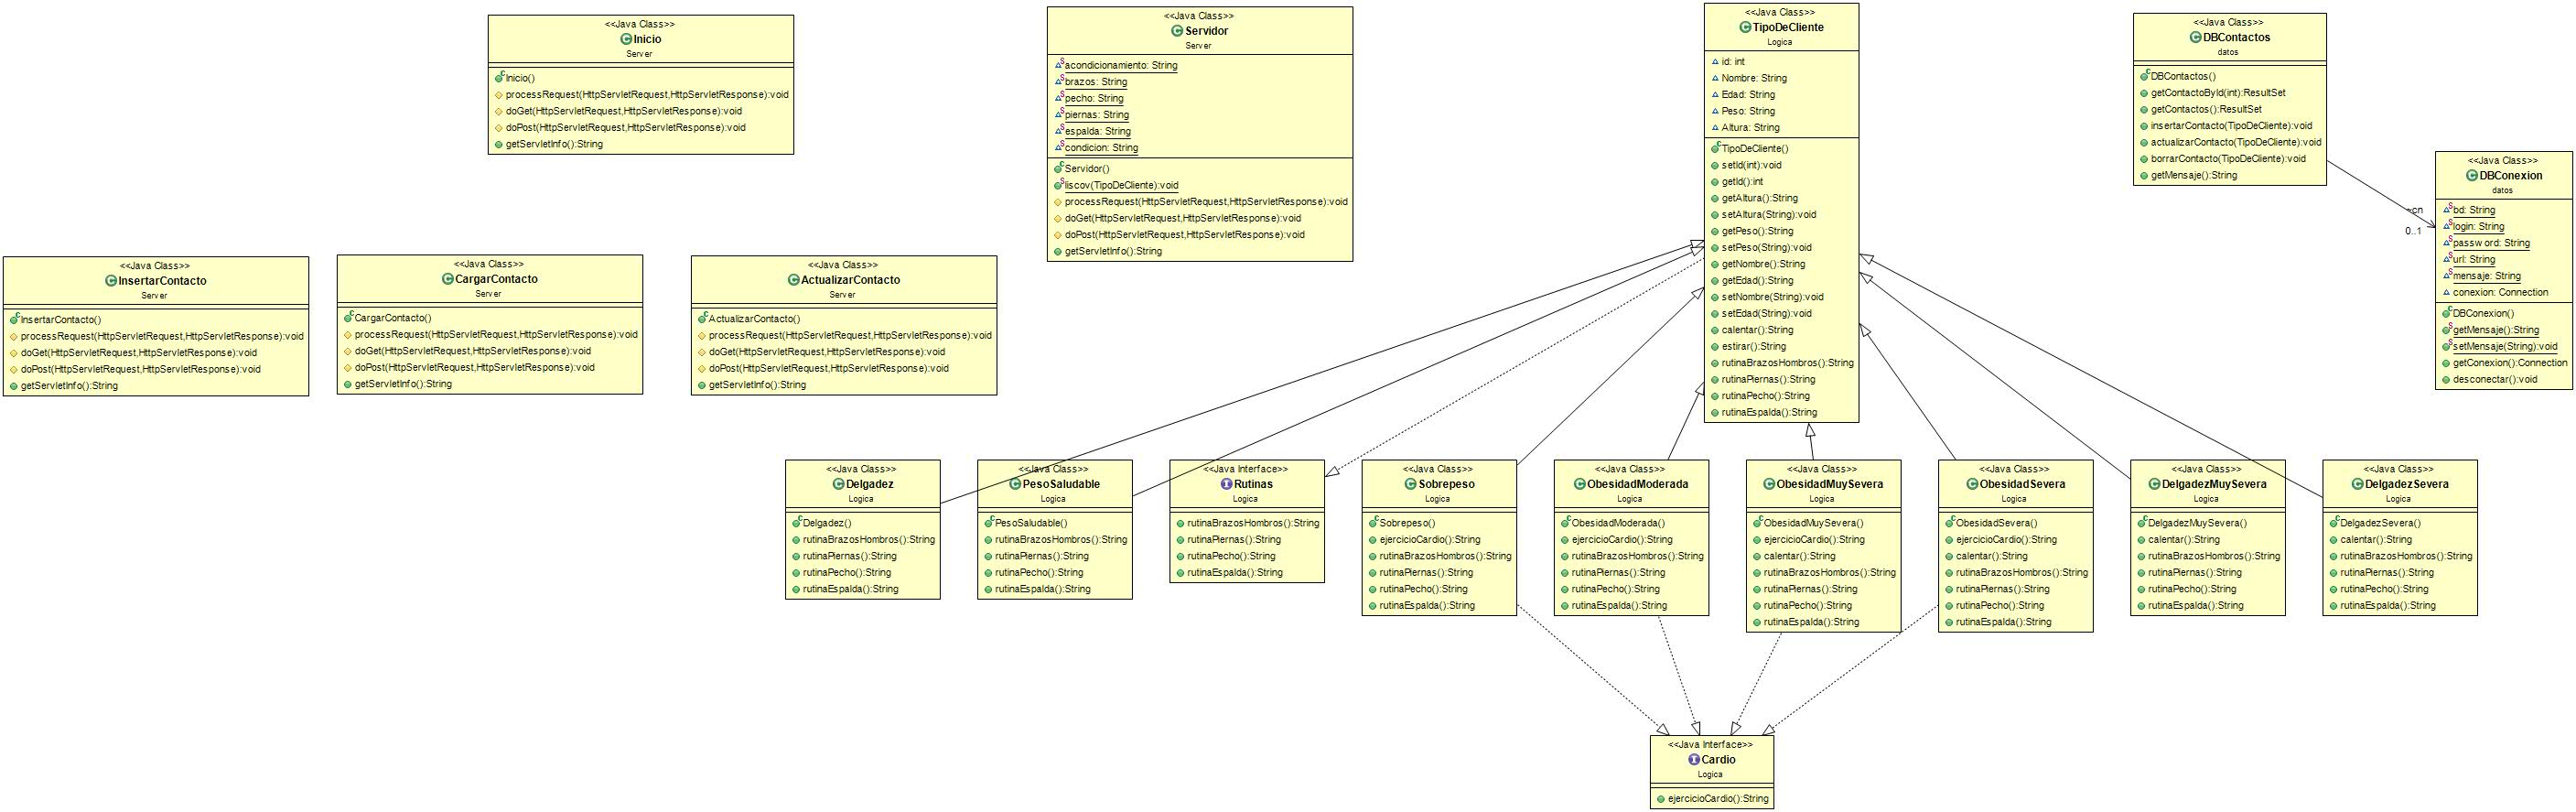 <<Java Class>>
Inicio
Server
Inicio()
processRequest(HttpServletRequest,HttpServletResponse):void
doGet(HttpServletRequest,HttpServletResponse):void
doPost(HttpServletRequest,HttpServletResponse):void
getServletInfo():String
<<Java Class>>
Servidor
Server
acondicionamiento: String
brazos: String
pecho: String
piernas: String
espalda: String
condicion: String
Servidor()
liscov(TipoDeCliente):void
processRequest(HttpServletRequest,HttpServletResponse):void
doGet(HttpServletRequest,HttpServletResponse):void
doPost(HttpServletRequest,HttpServletResponse):void
getServletInfo():String
<<Java Class>>
TipoDeCliente
Logica
id: int
Nombre: String
Edad: String
Peso: String
Altura: String
TipoDeCliente()
setId(int):void
getId():int
getAltura():String
setAltura(String):void
getPeso():String
setPeso(String):void
getNombre():String
getEdad():String
setNombre(String):void
setEdad(String):void
calentar():String
estirar():String
rutinaBrazosHombros():String
rutinaPiernas():String
rutinaPecho():String
rutinaEspalda():String
<<Java Class>>
DBContactos
datos
DBContactos()
getContactoById(int):ResultSet
getContactos():ResultSet
insertarContacto(TipoDeCliente):void
actualizarContacto(TipoDeCliente):void
borrarContacto(TipoDeCliente):void
getMensaje():String
~cn
0..1
<<Java Class>>
DBConexion
datos
bd: String
login: String
password: String
url: String
mensaje: String
conexion: Connection
DBConexion()
getMensaje():String
setMensaje(String):void
getConexion():Connection
desconectar():void
<<Java Class>>
InsertarContacto
Server
InsertarContacto()
processRequest(HttpServletRequest,HttpServletResponse):void
doGet(HttpServletRequest,HttpServletResponse):void
doPost(HttpServletRequest,HttpServletResponse):void
getServletInfo():String
<<Java Class>>
CargarContacto
Server
CargarContacto()
processRequest(HttpServletRequest,HttpServletResponse):void
doGet(HttpServletRequest,HttpServletResponse):void
doPost(HttpServletRequest,HttpServletResponse):void
getServletInfo():String
<<Java Class>>
ActualizarContacto
Server
ActualizarContacto()
processRequest(HttpServletRequest,HttpServletResponse):void
doGet(HttpServletRequest,HttpServletResponse):void
doPost(HttpServletRequest,HttpServletResponse):void
getServletInfo():String
<<Java Class>>
Delgadez
Logica
Delgadez()
rutinaBrazosHombros():String
rutinaPiernas():String
rutinaPecho():String
rutinaEspalda():String
<<Java Class>>
PesoSaludable
Logica
PesoSaludable()
rutinaBrazosHombros():String
rutinaPiernas():String
rutinaPecho():String
rutinaEspalda():String
<<Java Interface>>
Rutinas
Logica
rutinaBrazosHombros():String
rutinaPiernas():String
rutinaPecho():String
rutinaEspalda():String
<<Java Class>>
Sobrepeso
Logica
Sobrepeso()
ejercicioCardio():String
rutinaBrazosHombros():String
rutinaPiernas():String
rutinaPecho():String
rutinaEspalda():String
<<Java Class>>
ObesidadModerada
Logica
ObesidadModerada()
ejercicioCardio():String
rutinaBrazosHombros():String
rutinaPiernas():String
rutinaPecho():String
rutinaEspalda():String
<<Java Class>>
ObesidadMuySevera
Logica
ObesidadMuySevera()
ejercicioCardio():String
calentar():String
rutinaBrazosHombros():String
rutinaPiernas():String
rutinaPecho():String
rutinaEspalda():String
<<Java Class>>
ObesidadSevera
Logica
ObesidadSevera()
ejercicioCardio():String
calentar():String
rutinaBrazosHombros():String
rutinaPiernas():String
rutinaPecho():String
rutinaEspalda():String
<<Java Class>>
DelgadezMuySevera
Logica
DelgadezMuySevera()
calentar():String
rutinaBrazosHombros():String
rutinaPiernas():String
rutinaPecho():String
rutinaEspalda():String
<<Java Class>>
DelgadezSevera
Logica
DelgadezSevera()
calentar():String
rutinaBrazosHombros():String
rutinaPiernas():String
rutinaPecho():String
rutinaEspalda():String
<<Java Interface>>
Cardio
Logica
ejercicioCardio():String